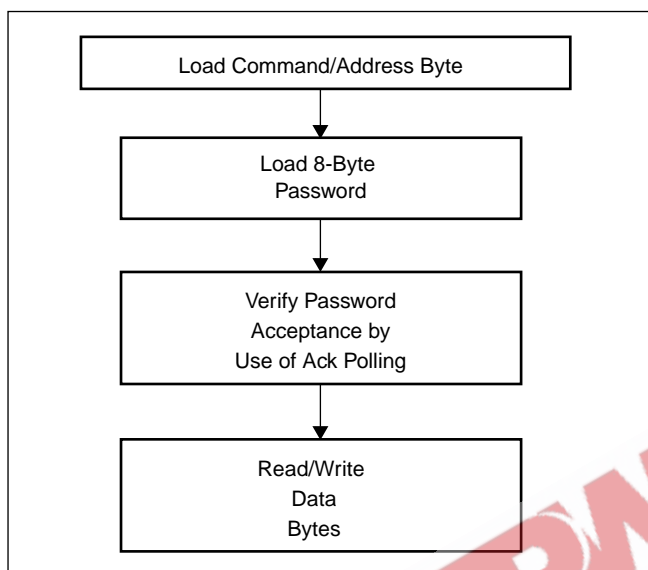 Load Command/Address Byte
Load 8-Byte
Password
Verify Password
Acceptance by
Use of Ack Polling
Read/Write
Data
Bytes